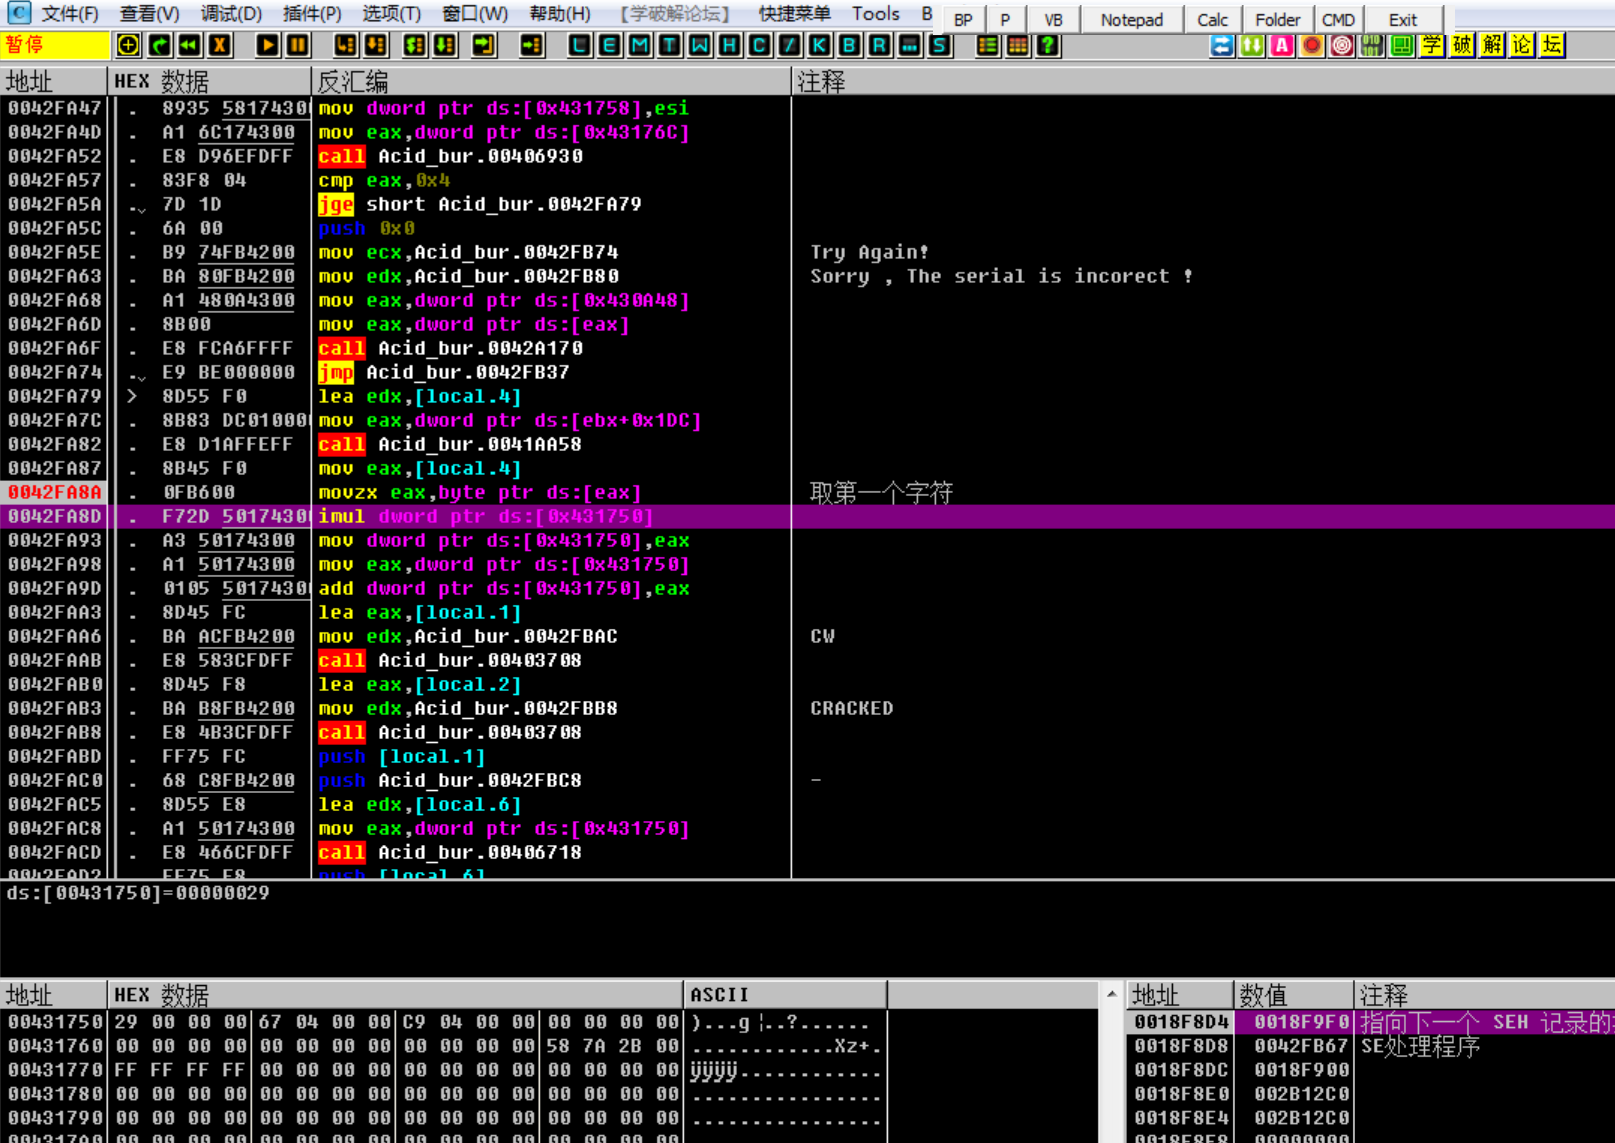 文件(F) 查看(V) 调试(D) 插件(P) 选项(T) 窗口(W) 帮助(H) 【学破解论坛】 快捷菜单 Tools B BP P VB Notepad Calc Folder CMD Exit
暂停 L E M T W H C / K B R ... S ? A 学 破 解 论 坛
地址 HEX 数据 反汇编 注释
0042FA47 . 8935 58174300 mov dword ptr ds:[0x431758],esi
0042FA4D . A1 6C174300 mov eax,dword ptr ds:[0x43176C]
0042FA52 . E8 D96EFDFF call Acid_bur.00406930
0042FA57 . 83F8 04 cmp eax,0x4
0042FA5A . 7D 1D jge short Acid_bur.0042FA79
0042FA5C . 6A 00 push 0x0
0042FA5E . B9 74FB4200 mov ecx,Acid_bur.0042FB74 Try Again!
0042FA63 . BA 80FB4200 mov edx,Acid_bur.0042FB80 Sorry , The serial is incorect !
0042FA68 . A1 480A4300 mov eax,dword ptr ds:[0x430A48]
0042FA6D . 8B00 mov eax,dword ptr ds:[eax]
0042FA6F . E8 FCA6FFFF call Acid_bur.0042A170
0042FA74 . E9 BE000000 jmp Acid_bur.0042FB37
0042FA79 > 8D55 F0 lea edx,[local.4]
0042FA7C . 8B83 DC010000 mov eax,dword ptr ds:[ebx+0x1DC]
0042FA82 . E8 D1AFFEFF call Acid_bur.0041AA58
0042FA87 . 8B45 F0 mov eax,[local.4]
0042FA8A . 0FB600 movzx eax,byte ptr ds:[eax] 取第一个字符
0042FA8D . F72D 50174300 imul dword ptr ds:[0x431750]
0042FA93 . A3 50174300 mov dword ptr ds:[0x431750],eax
0042FA98 . A1 50174300 mov eax,dword ptr ds:[0x431750]
0042FA9D . 0105 50174300 add dword ptr ds:[0x431750],eax
0042FAA3 . 8D45 FC lea eax,[local.1]
0042FAA6 . BA ACFB4200 mov edx,Acid_bur.0042FBAC CW
0042FAAB . E8 583CFDFF call Acid_bur.00403708
0042FAB0 . 8D45 F8 lea eax,[local.2]
0042FAB3 . BA B8FB4200 mov edx,Acid_bur.0042FBB8 CRACKED
0042FAB8 . E8 4B3CFDFF call Acid_bur.00403708
0042FABD . FF75 FC push [local.1]
0042FAC0 . 68 C8FB4200 push Acid_bur.0042FBC8 -
0042FAC5 . 8D55 E8 lea edx,[local.6]
0042FAC8 . A1 50174300 mov eax,dword ptr ds:[0x431750]
0042FACD . E8 466CFDFF call Acid_bur.00406718
0042FAD2 . FF75 E8 push [local.6]
ds:[00431750]=00000029
地址 HEX 数据 ASCII
00431750 29 00 00 00 67 04 00 00 C9 04 00 00 00 00 00 00 )...g ¦..?......
00431760 00 00 00 00 00 00 00 00 00 00 00 00 58 7A 2B 00 ............Xz+.
00431770 FF FF FF FF 00 00 00 00 00 00 00 00 00 00 00 00 ÿÿÿÿ............
00431780 00 00 00 00 00 00 00 00 00 00 00 00 00 00 00 00 ................
00431790 00 00 00 00 00 00 00 00 00 00 00 00 00 00 00 00 ................
004317A0 00 00 00 00 00 00 00 00 00 00 00 00 00 00 00 00
地址 数值 注释
0018F8D4 0018F9F0 指向下一个 SEH 记录的
0018F8D8 0042FB67 SE处理程序
0018F8DC 0018F900
0018F8E0 002B12C0
0018F8E4 002B12C0
0018F8E8 00000000